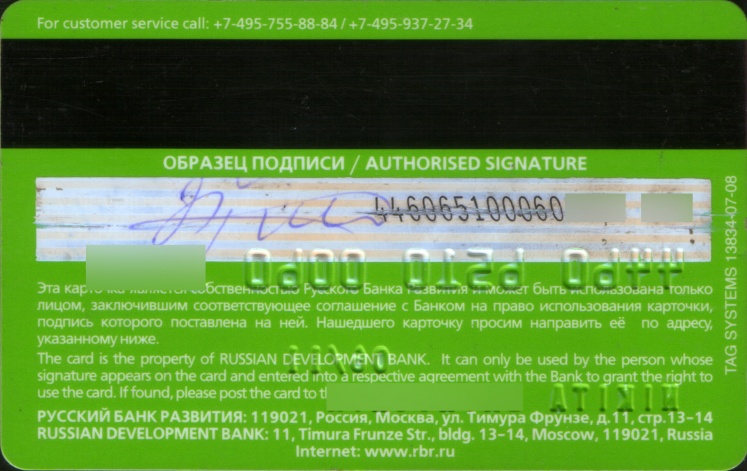 For customer service call: +7-495-755-88-84 / +7-495-937-27-34
ОБРАЗЕЦ ПОДПИСИ / AUTHORISED SIGNATURE
446065100060
Эта карточка является собственностью Русского Банка Развития и может быть использована только
лицом, заключившим соответствующее соглашение с Банком на право использования карточки,
подпись которого поставлена на ней. Нашедшего карточку просим направить её по адресу,
указанному ниже.
The card is the property of RUSSIAN DEVELOPMENT BANK. It can only be used by the person whose
signature appears on the card and entered into a respective agreement with the Bank to grant the right to
use the card. If found, please post the card to
РУССКИЙ БАНК РАЗВИТИЯ: 119021, Россия, Москва, ул. Тимура Фрунзе, д.11, стр.13–14
RUSSIAN DEVELOPMENT BANK: 11, Timura Frunze Str., bldg. 13–14, Moscow, 119021, Russia
Internet: www.rbr.ru
TAG SYSTEMS 13834-07-08